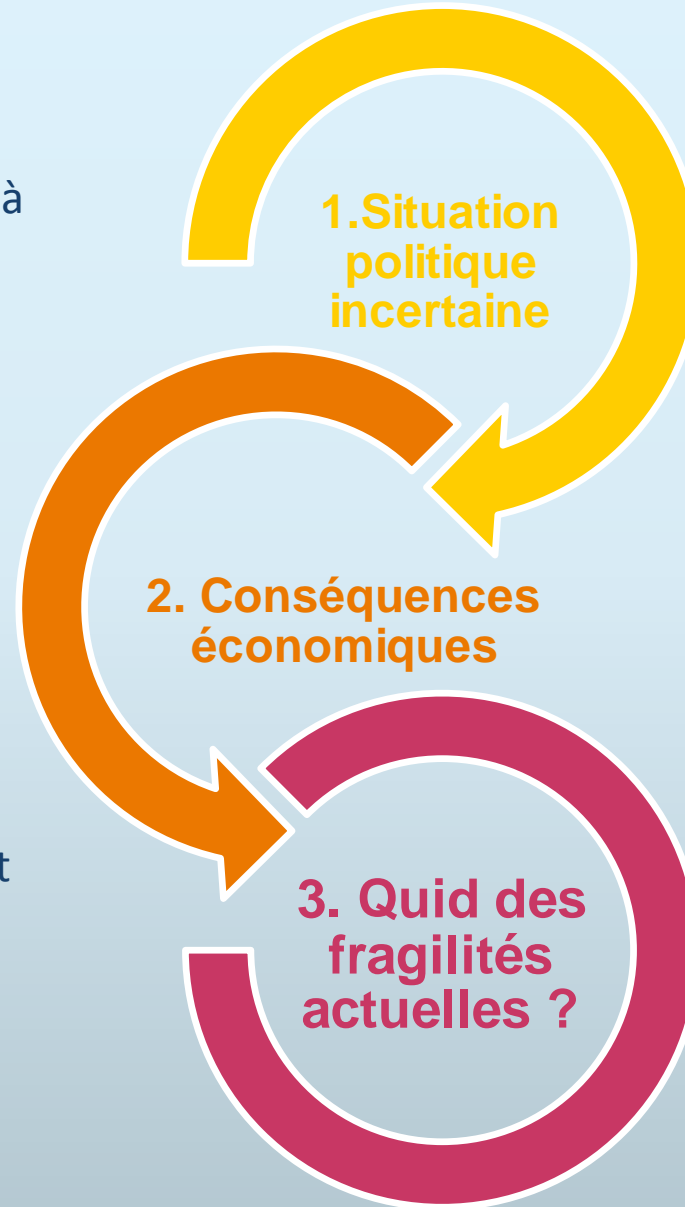 à
1.Situation
politique
incertaine
2. Conséquences
économiques
t
3. Quid des
fragilités
actuelles ?